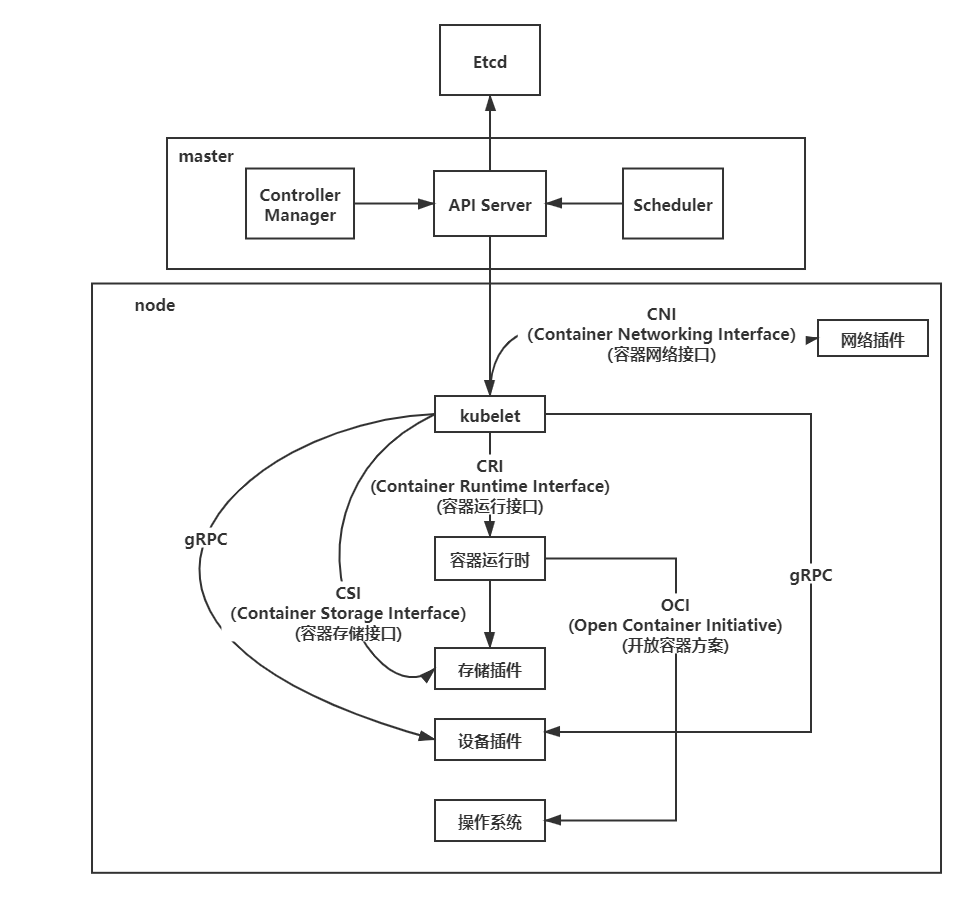 Etcd
master
Controller
Manager
API Server
Scheduler
node
CNI
(Container Networking Interface)
(容器网络接口)
网络插件
kubelet
CRI
(Container Runtime Interface)
(容器运行接口)
gRPC
容器运行时
gRPC
CSI
(Container Storage Interface)
(容器存储接口)
OCI
(Open Container Initiative)
(开放容器方案)
存储插件
设备插件
操作系统